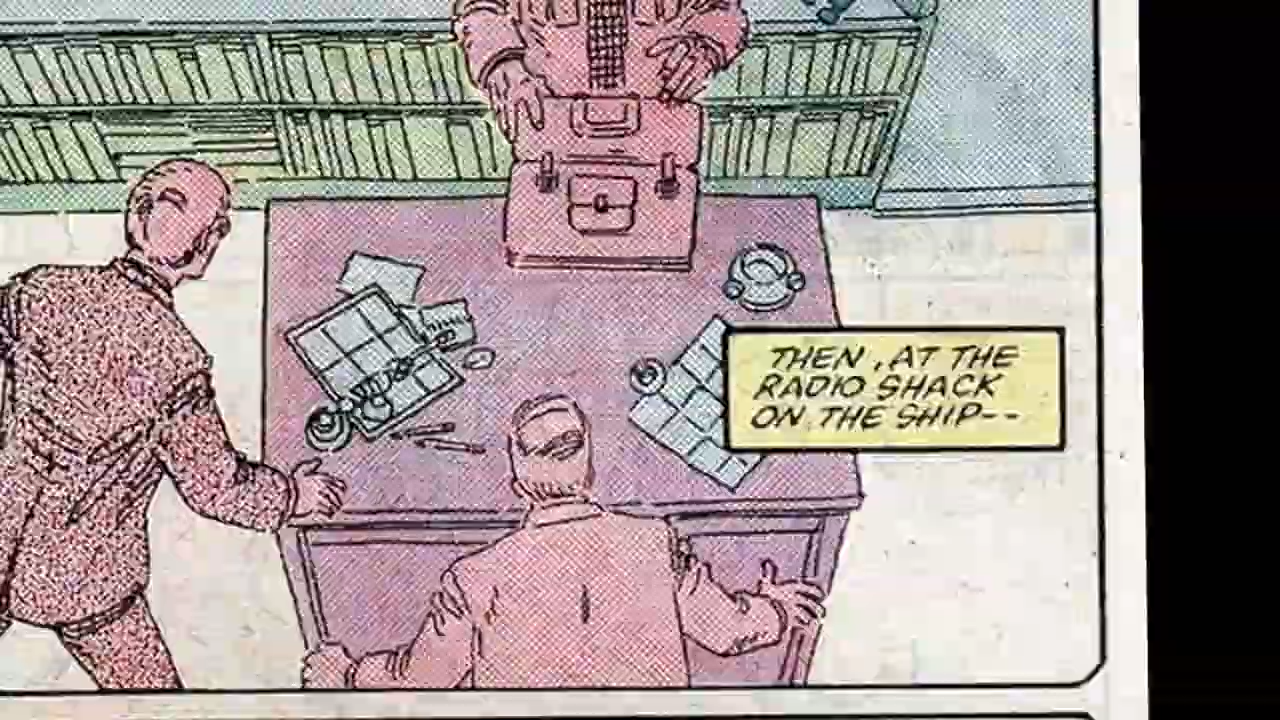 THEN, AT THE
RADIO SHACK
ON THE SHIP--